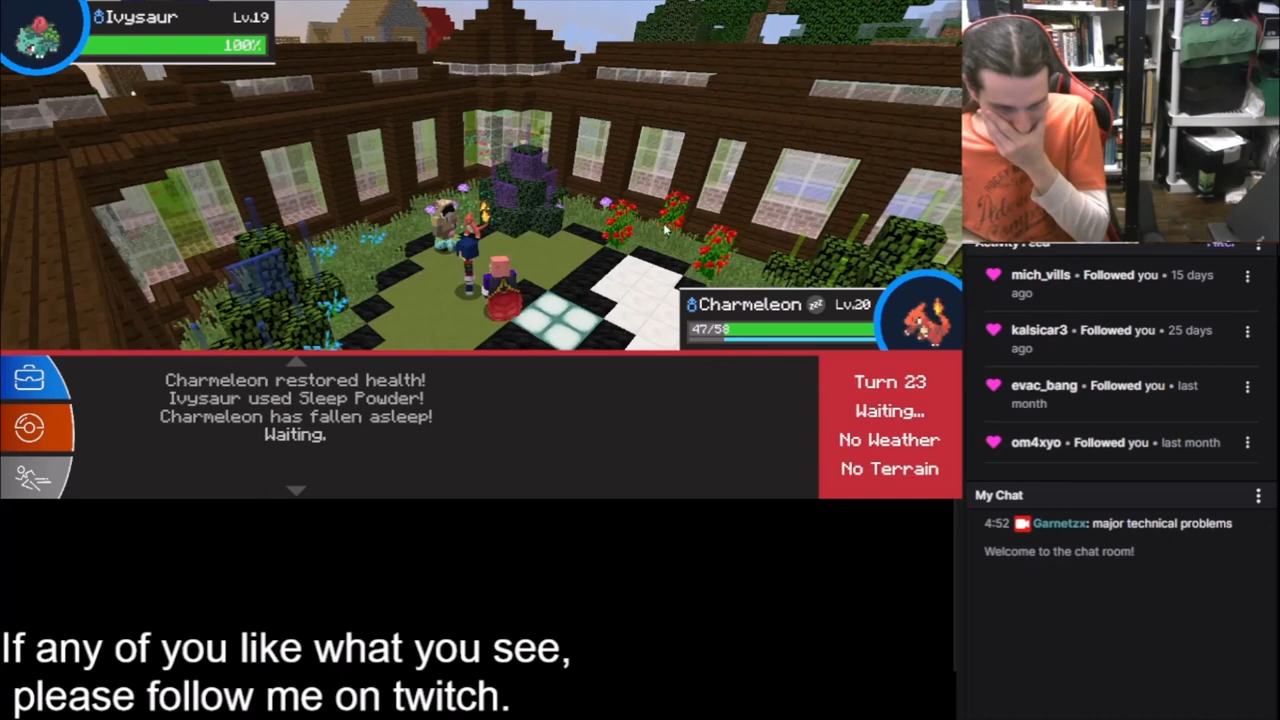 Ivysaur
Lv.19
100%
Charmeleon
Lv.20
47/58
Charmeleon restored health!
Ivysaur used Sleep Powder!
Charmeleon has fallen asleep!
Waiting.
Turn 23
Waiting...
No Weather
No Terrain
Activity Feed
Filter
mich_vills • Followed you • 15 days
ago
kalsicar3 • Followed you • 25 days
ago
evac_bang • Followed you • last
month
om4xyo • Followed you • last month
My Chat
4:52 Garnetzx: major technical problems
Welcome to the chat room!
If any of you like what you see,
please follow me on twitch.